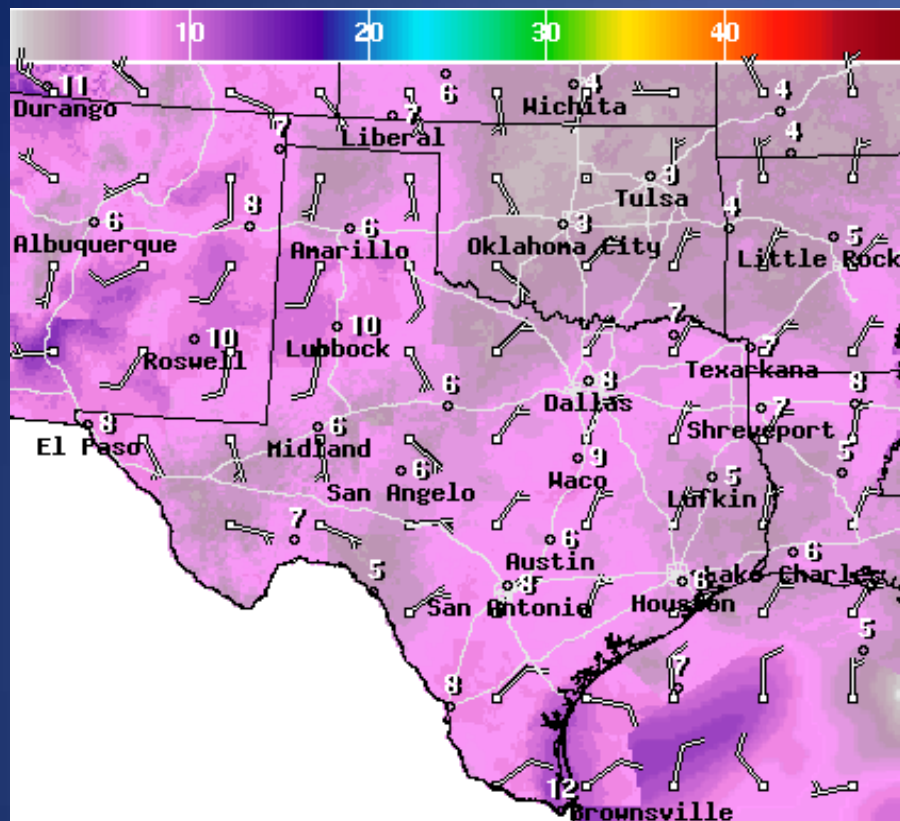 10 20 30 40
11 6 4
Durango Wichita 4
7 Liberal
7 4
3
Tulsa
6 8 6 3 4 5
Albuquerque Amarillo Oklahoma City Little Rock
10 10 7
Roswell Lubbock 7
Texarkana
6 8 8
Dallas 7
8 6 Shreveport
El Paso Midland 9
6 Waco 5 5
San Angelo Lufkin
7 6 6
Austin
5 8 6 Lake Charles
San Antonio Houston
5
8 7
12
Brownsville